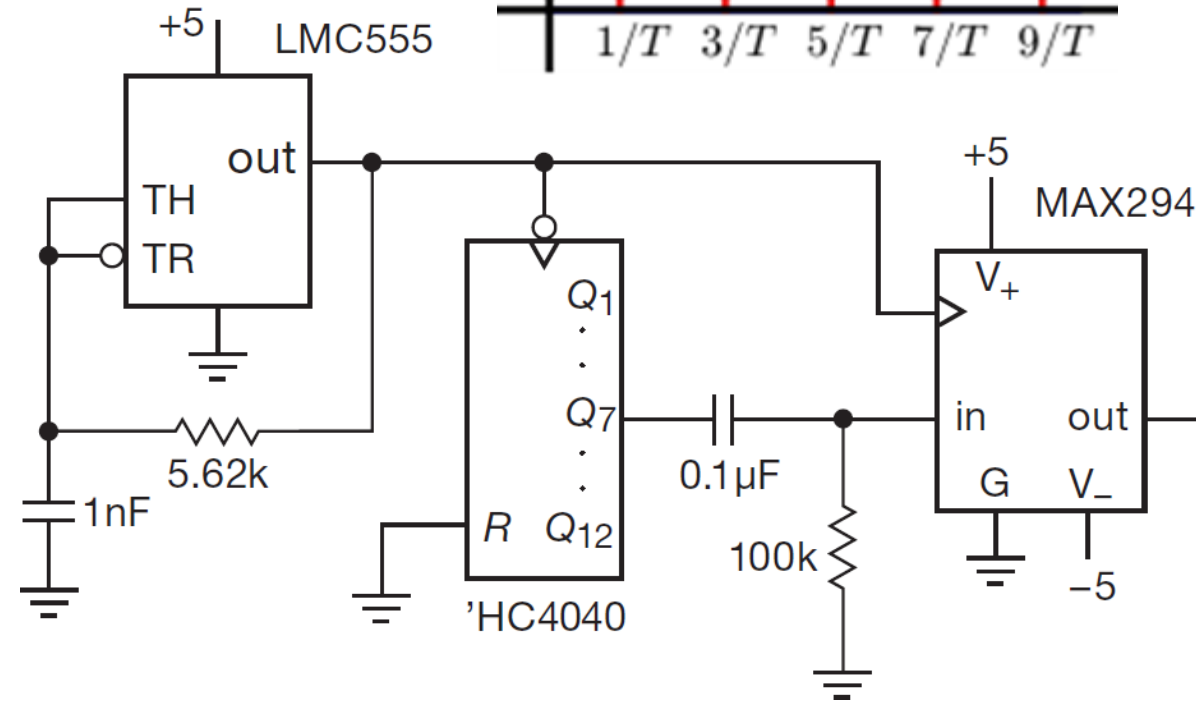 +5
LMC555
1/T 3/T 5/T 7/T 9/T
out
TH
TR
5.62k
1nF
Q1
Q7
R Q12
'HC4040
0.1μF
100k
+5
MAX294
V+
in out
G V−
−5